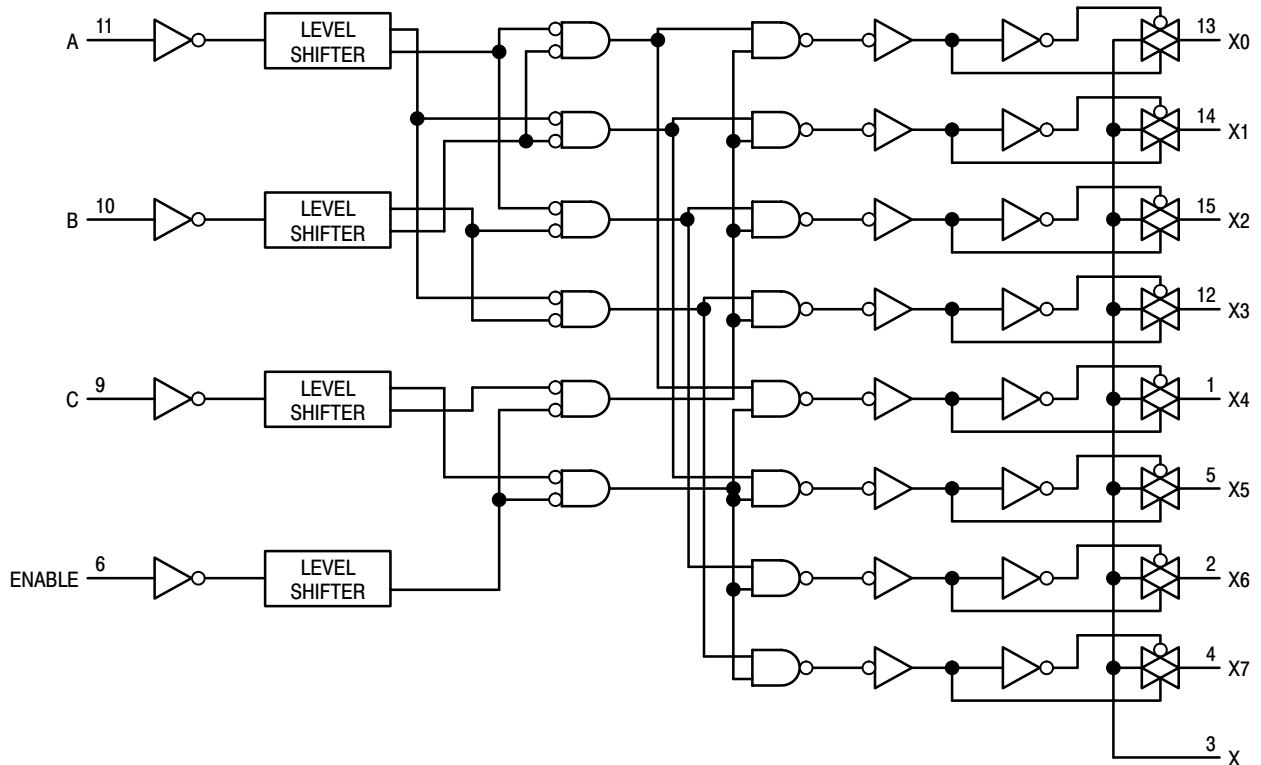 A 11
LEVEL
SHIFTER
13 X0
14 X1
B 10
LEVEL
SHIFTER
15 X2
12 X3
C 9
LEVEL
SHIFTER
1 X4
5 X5
ENABLE 6
LEVEL
SHIFTER
2 X6
4 X7
3 X